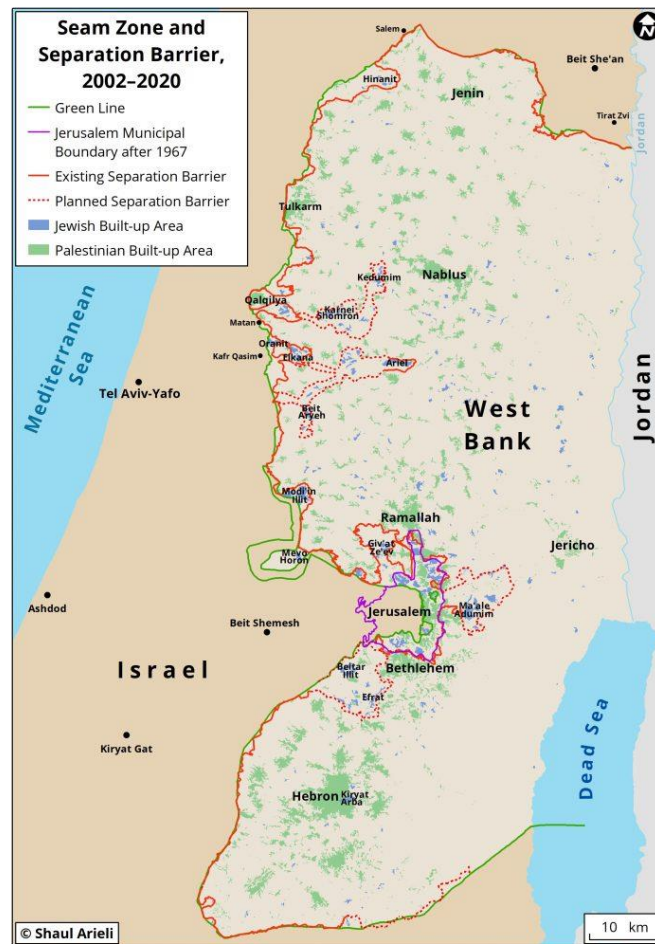 Seam Zone and
Separation Barrier,
2002–2020
Green Line
Jerusalem Municipal
Boundary after 1967
Existing Separation Barrier
Planned Separation Barrier
Jewish Built-up Area
Palestinian Built-up Area
N
Salem
Beit She'an
Hinanit
Jenin
Tirat Zvi
Jordan
Tulkarm
Kedumim
Nablus
Qalqilya
Karnei
Shomron
Matan
Oranit
Kafr Qasim
Elkana
Ariel
Mediterranean
Sea
Tel Aviv-Yafo
Beit
Aryeh
West
Bank
Jordan
Modi'in
Illit
Ramallah
Giv'at
Ze'ev
Mevo
Horon
Jericho
Ashdod
Jerusalem
Ma'ale
Adumim
Beit Shemesh
Israel
Beitar
Illit
Bethlehem
Efrat
Kiryat Gat
Dead Sea
Hebron
Kiryat
Arba
© Shaul Arieli
10 km